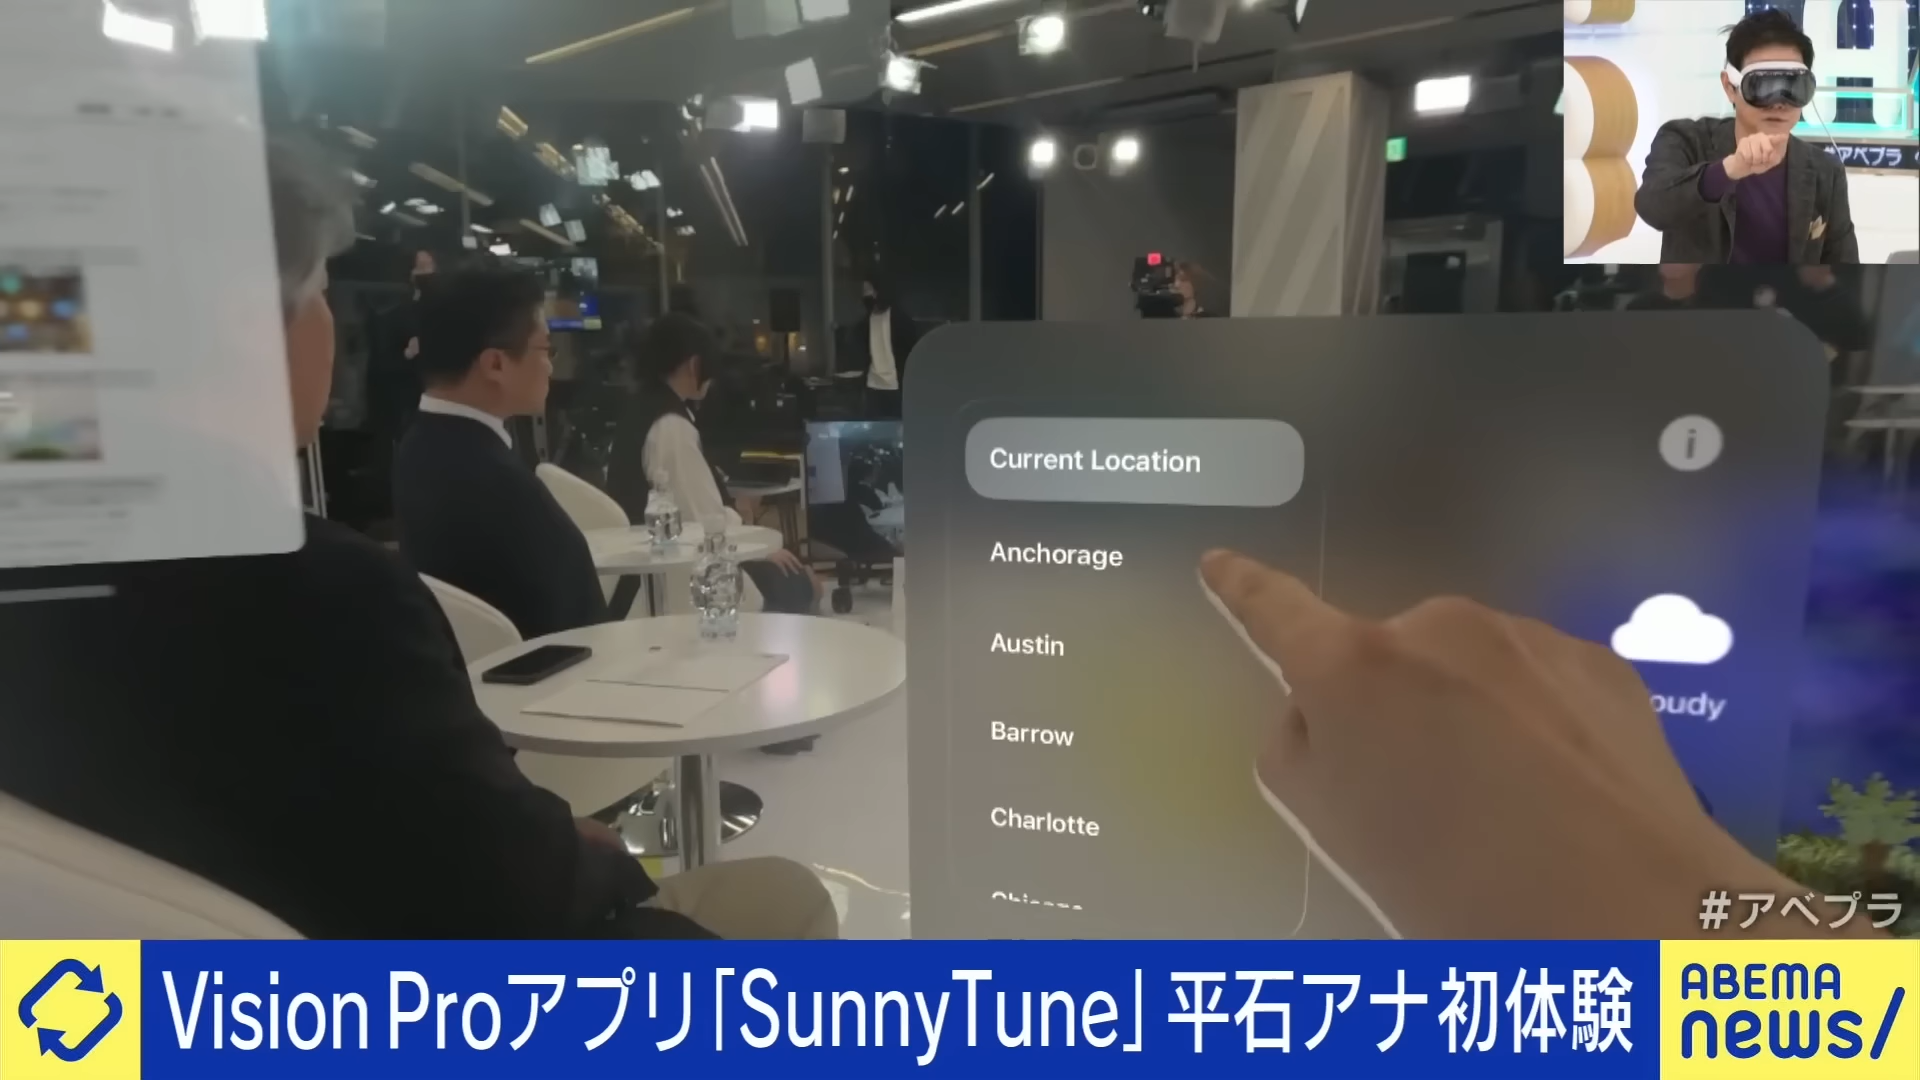 #アベプラ
Current Location
i
Anchorage
Austin
Barrow
oudy
Charlotte
Chicago
#アベプラ
Vision Proアプリ「SunnyTune」平石アナ初体験
ABEMA
news/